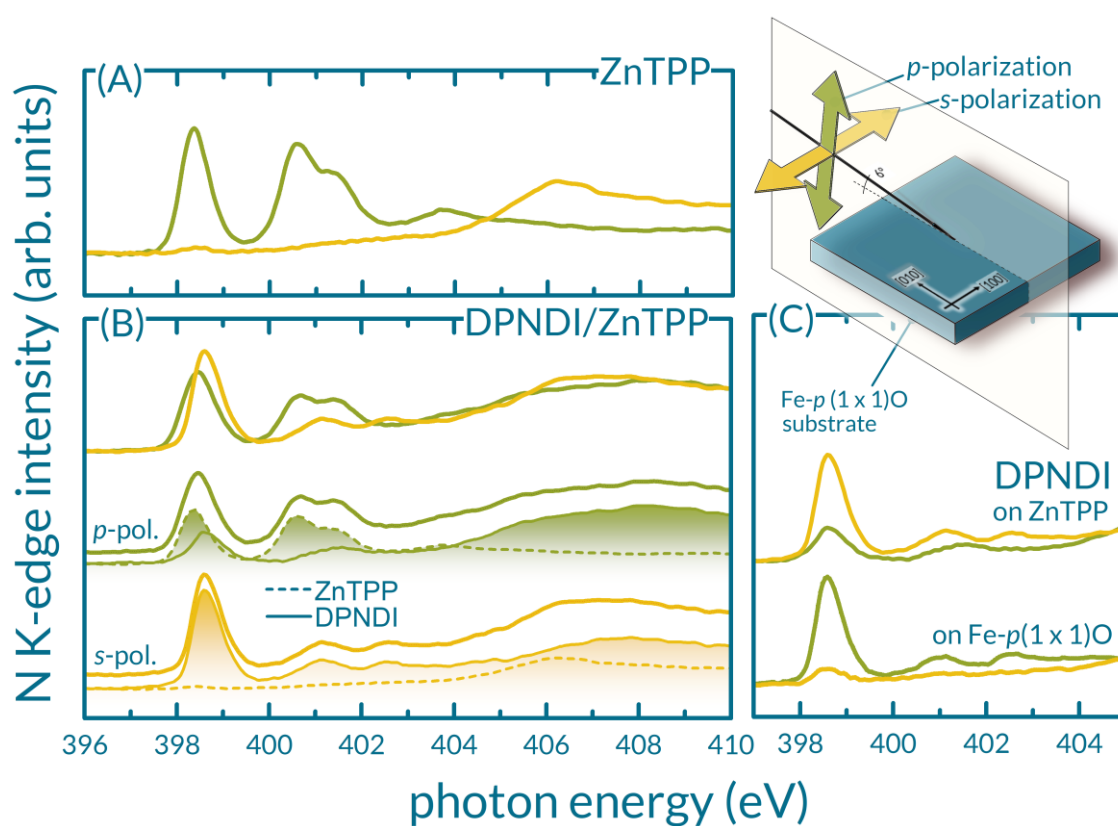 (A)
ZnTPP
p-polarization
s-polarization
6°
[010]
[100]
Fe-p (1 x 1)O
substrate
N K-edge intensity (arb. units)
(B)
DPNDI/ZnTPP
p-pol.
ZnTPP
DPNDI
s-pol.
(C)
DPNDI
on ZnTPP
on Fe-p(1 x 1)O
396 398 400 402 404 406 408 410
398 400 402 404
photon energy (eV)